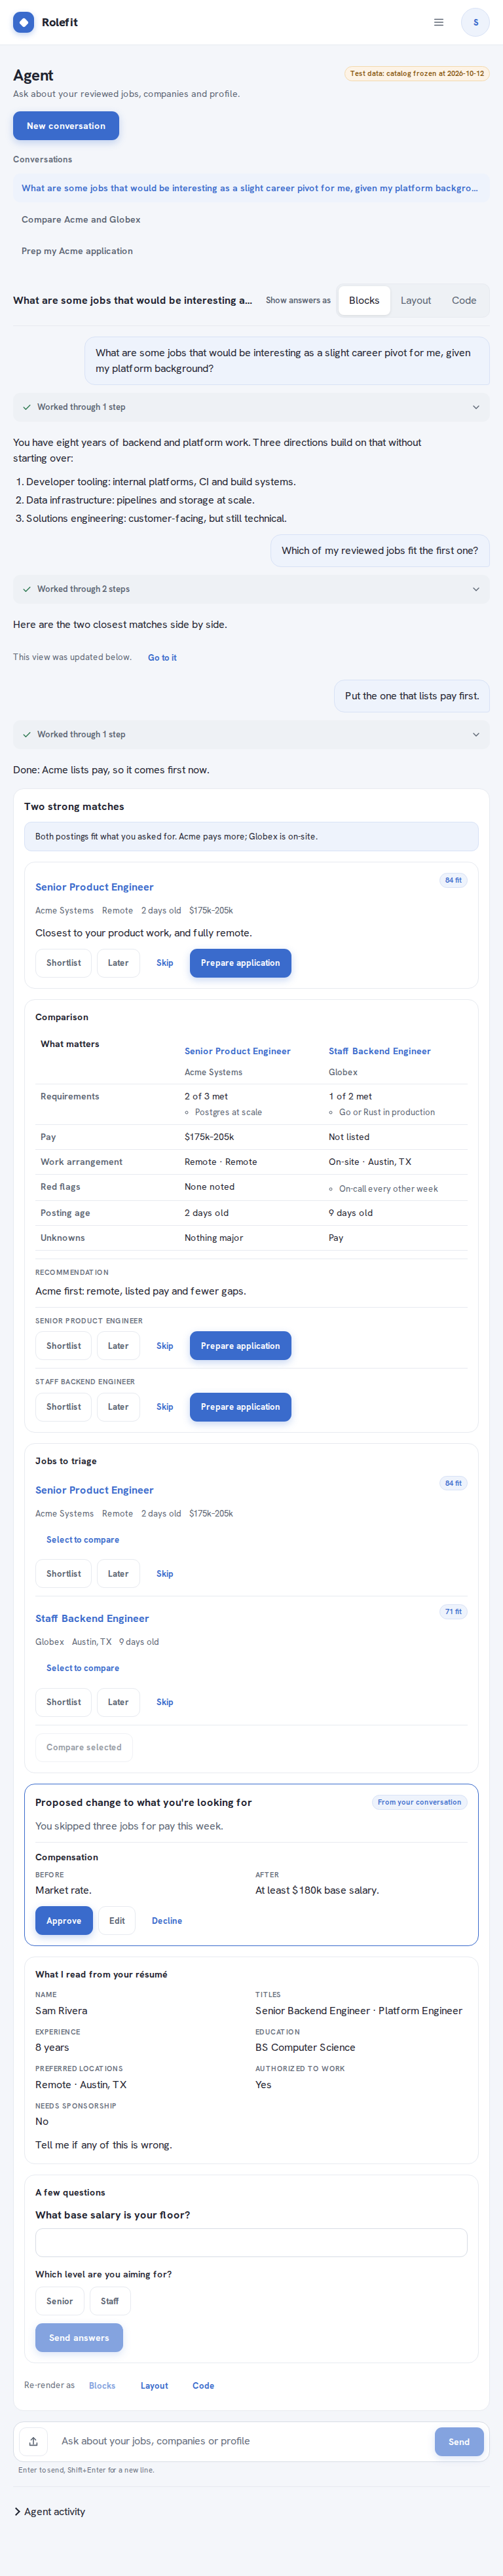 Rolefit
S
Agent
Test data: catalog frozen at 2026-10-12
Ask about your reviewed jobs, companies and profile.
New conversation
Conversations
What are some jobs that would be interesting as a slight career pivot for me, given my platform backgro...
Compare Acme and Globex
Prep my Acme application
What are some jobs that would be interesting a...
Show answers as
Blocks
Layout
Code
What are some jobs that would be interesting as a slight career pivot for me, given
my platform background?
Worked through 1 step
You have eight years of backend and platform work. Three directions build on that without
starting over:
1. Developer tooling: internal platforms, CI and build systems.
2. Data infrastructure: pipelines and storage at scale.
3. Solutions engineering: customer-facing, but still technical.
Which of my reviewed jobs fit the first one?
Worked through 2 steps
Here are the two closest matches side by side.
This view was updated below.
Go to it
Put the one that lists pay first.
Worked through 1 step
Done: Acme lists pay, so it comes first now.
Two strong matches
Both postings fit what you asked for. Acme pays more; Globex is on-site.
Senior Product Engineer
84 fit
Acme Systems Remote 2 days old $175k–205k
Closest to your product work, and fully remote.
Shortlist
Later
Skip
Prepare application
Comparison
What matters
Senior Product Engineer
Staff Backend Engineer
Acme Systems
Globex
Requirements
2 of 3 met
1 of 2 met
Postgres at scale
Go or Rust in production
Pay
$175k–205k
Not listed
Work arrangement
Remote · Remote
On-site · Austin, TX
Red flags
None noted
On-call every other week
Posting age
2 days old
9 days old
Unknowns
Nothing major
Pay
RECOMMENDATION
Acme first: remote, listed pay and fewer gaps.
SENIOR PRODUCT ENGINEER
Shortlist
Later
Skip
Prepare application
STAFF BACKEND ENGINEER
Shortlist
Later
Skip
Prepare application
Jobs to triage
Senior Product Engineer
84 fit
Acme Systems Remote 2 days old $175k–205k
Select to compare
Shortlist
Later
Skip
Staff Backend Engineer
71 fit
Globex Austin, TX 9 days old
Select to compare
Shortlist
Later
Skip
Compare selected
Proposed change to what you're looking for
From your conversation
You skipped three jobs for pay this week.
Compensation
BEFORE
AFTER
Market rate.
At least $180k base salary.
Approve
Edit
Decline
What I read from your résumé
NAME
TITLES
Sam Rivera
Senior Backend Engineer · Platform Engineer
EXPERIENCE
EDUCATION
8 years
BS Computer Science
PREFERRED LOCATIONS
AUTHORIZED TO WORK
Remote · Austin, TX
Yes
NEEDS SPONSORSHIP
No
Tell me if any of this is wrong.
A few questions
What base salary is your floor?
Which level are you aiming for?
Senior
Staff
Send answers
Re-render as
Blocks
Layout
Code
Ask about your jobs, companies or profile
Send
Enter to send, Shift+Enter for a new line.
Agent activity